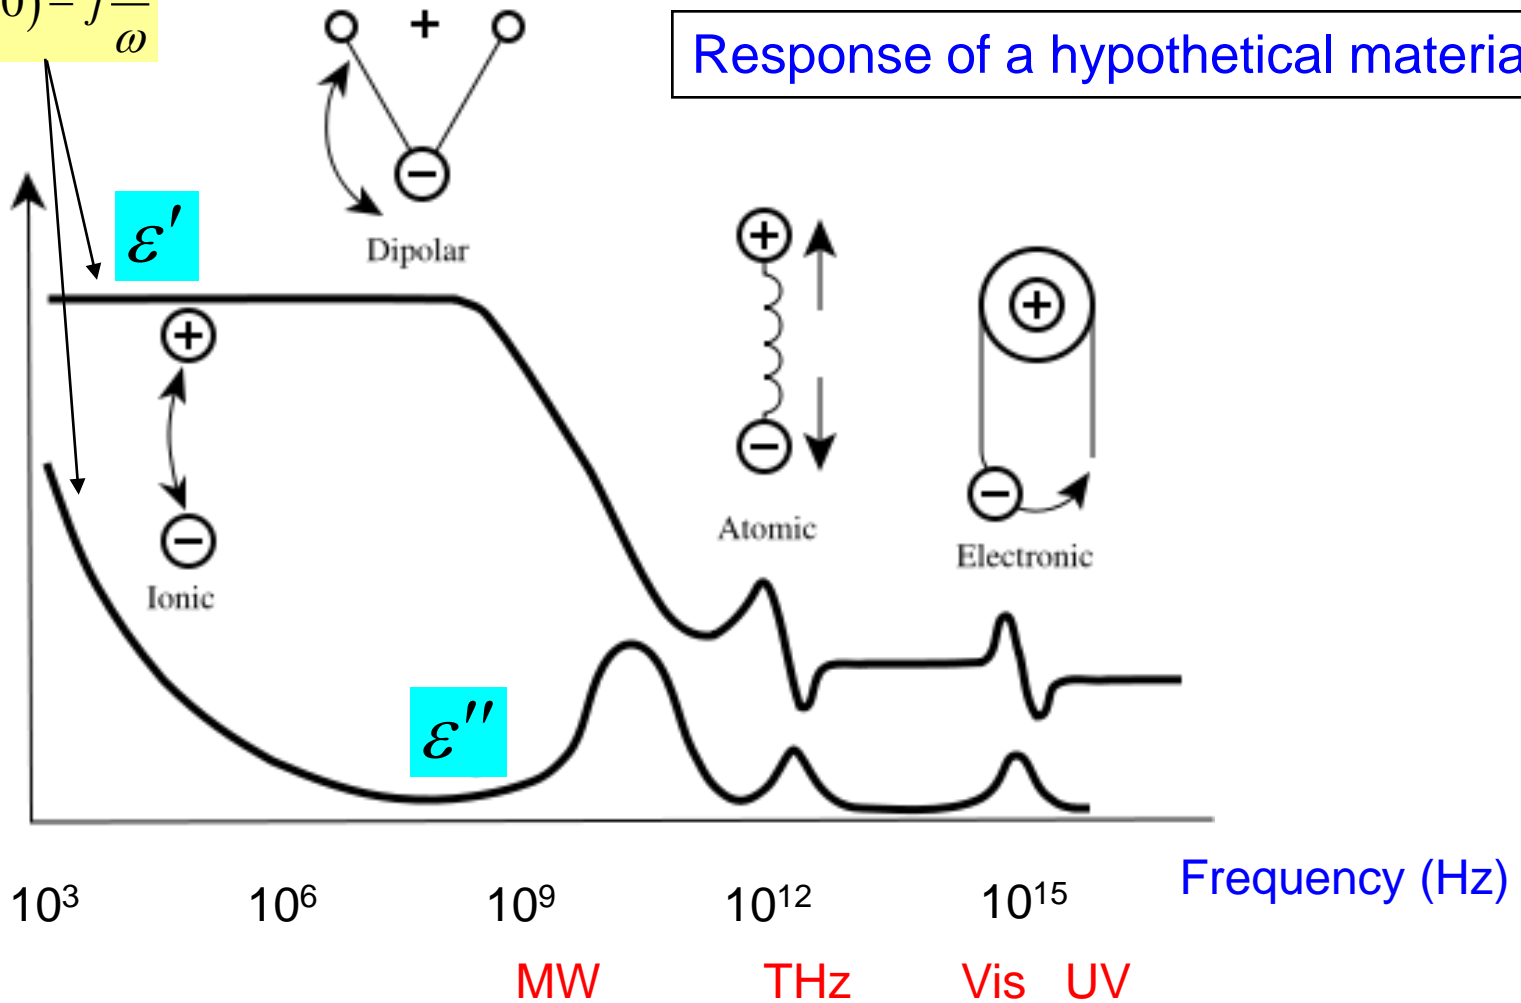 0) − j
ω
+
Response of a hypothetical materia
−
Dipolar
ε′
+
−
Ionic
+
−
Atomic
+
−
Electronic
ε″
10³ 10⁶ 10⁹ 10¹² 10¹⁵ Frequency (Hz)
MW THz Vis UV